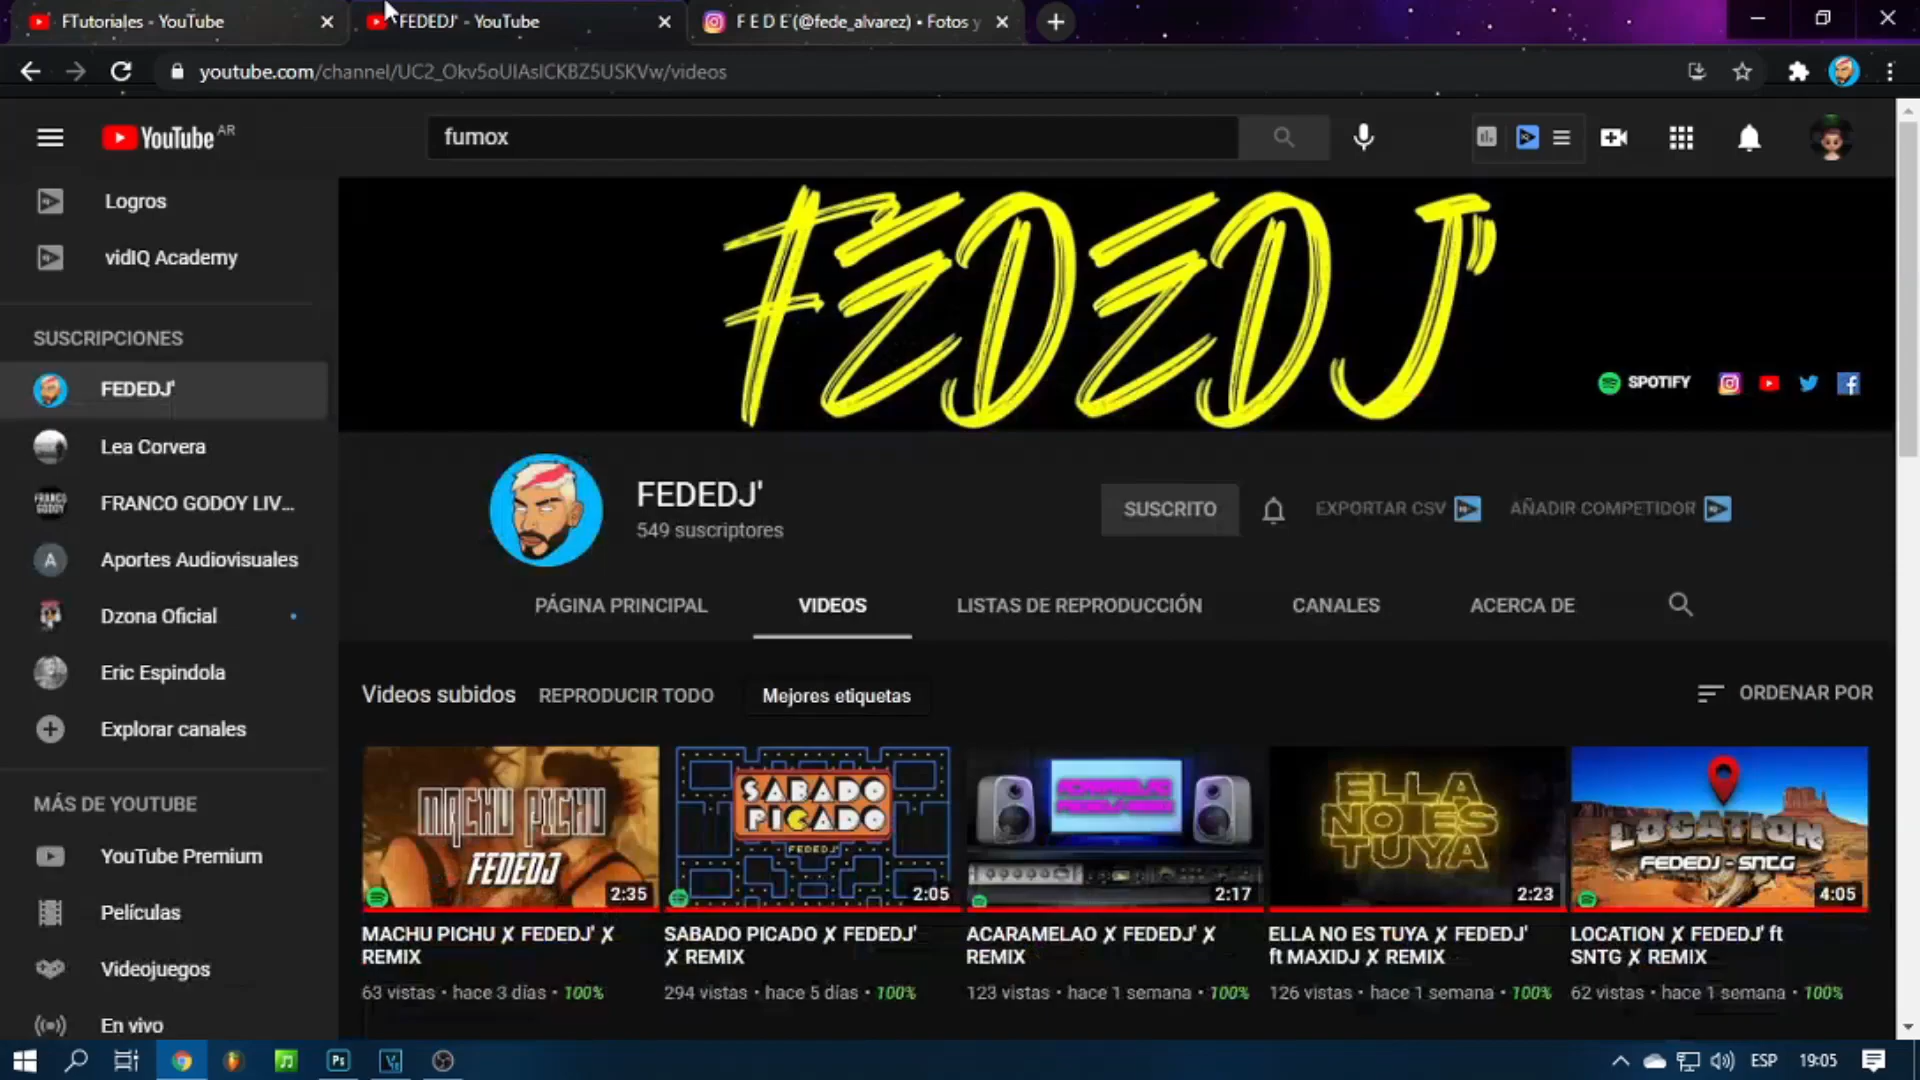 FTutoriales - YouTube
FEDEDJ' - YouTube
F E D E (@fede_alvarez) • Fotos y
youtube.com/channel/UC2_Okv5oUIAsICKBZ5USKVw/videos
YouTube AR
fumox
Logros
vidIQ Academy
SUSCRIPCIONES
FEDEDJ'
Lea Corvera
FRANCO GODOY LIV...
Aportes Audiovisuales
Dzona Oficial
Eric Espindola
Explorar canales
MÁS DE YOUTUBE
YouTube Premium
Películas
Videojuegos
En vivo
FEDEDJ'
SPOTIFY
FEDEDJ'
549 suscriptores
SUSCRITO
EXPORTAR CSV
AÑADIR COMPETIDOR
PÁGINA PRINCIPAL
VIDEOS
LISTAS DE REPRODUCCIÓN
CANALES
ACERCA DE
Videos subidos
REPRODUCIR TODO
Mejores etiquetas
ORDENAR POR
MACHU PICHU
FEDEDJ
2:35
MACHU PICHU X FEDEDJ' X
REMIX
63 vistas • hace 3 días • 100%
SABADO
PICADO
FEDEDJ'
2:05
SABADO PICADO X FEDEDJ'
X REMIX
294 vistas • hace 5 días • 100%
ACARAMELAO
2:17
ACARAMELAO X FEDEDJ' X
REMIX
123 vistas • hace 1 semana • 100%
ELLA
NO ES
TUYA
2:23
ELLA NO ES TUYA X FEDEDJ'
ft MAXIDJ X REMIX
126 vistas • hace 1 semana • 100%
LOCATION
FEDEDJ - SNTG
4:05
LOCATION X FEDEDJ' ft
SNTG X REMIX
62 vistas • hace 1 semana • 100%
Ps
ESP
19:05